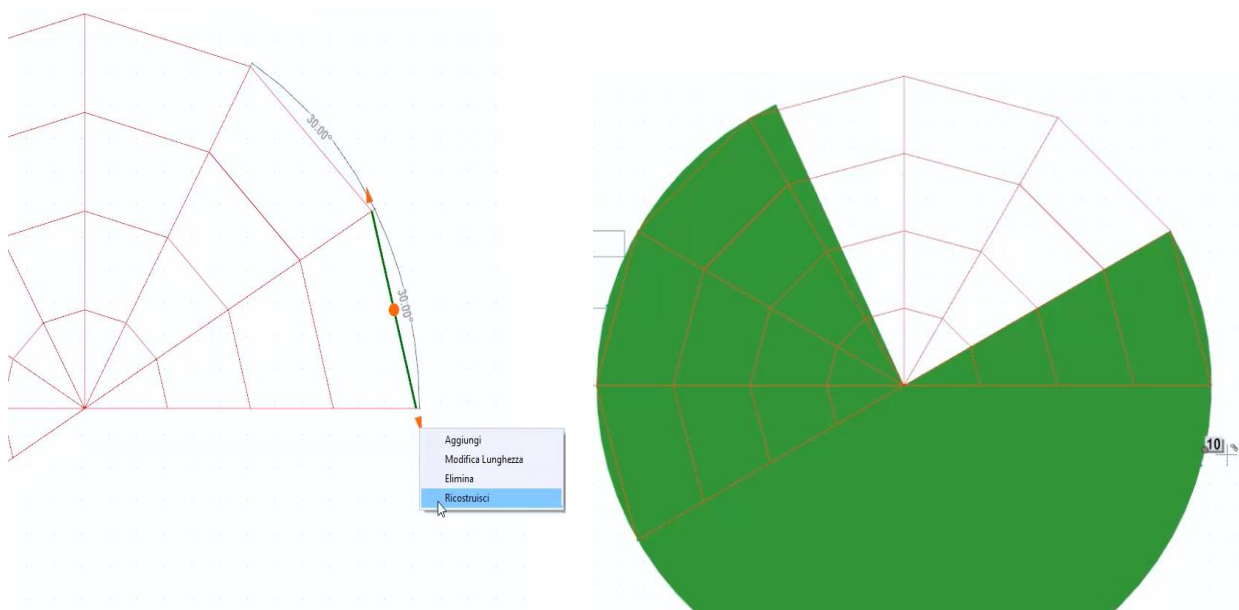 30.00°
30.00°
Aggiungi
Modifica Lunghezza
Elimina
Ricostruisci
10